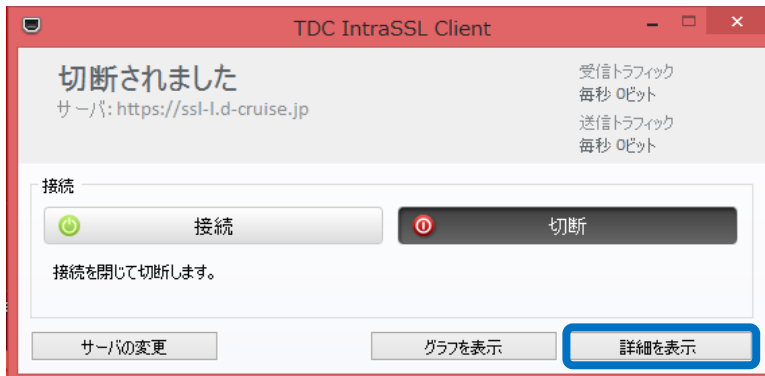 TDC IntraSSL Client
切断されました
サーバ: https://ssl-l.d-cruise.jp
受信トラフィック
毎秒 0ビット
送信トラフィック
毎秒 0ビット
接続
接続
切断
接続を閉じて切断します。
サーバの変更
グラフを表示
詳細を表示